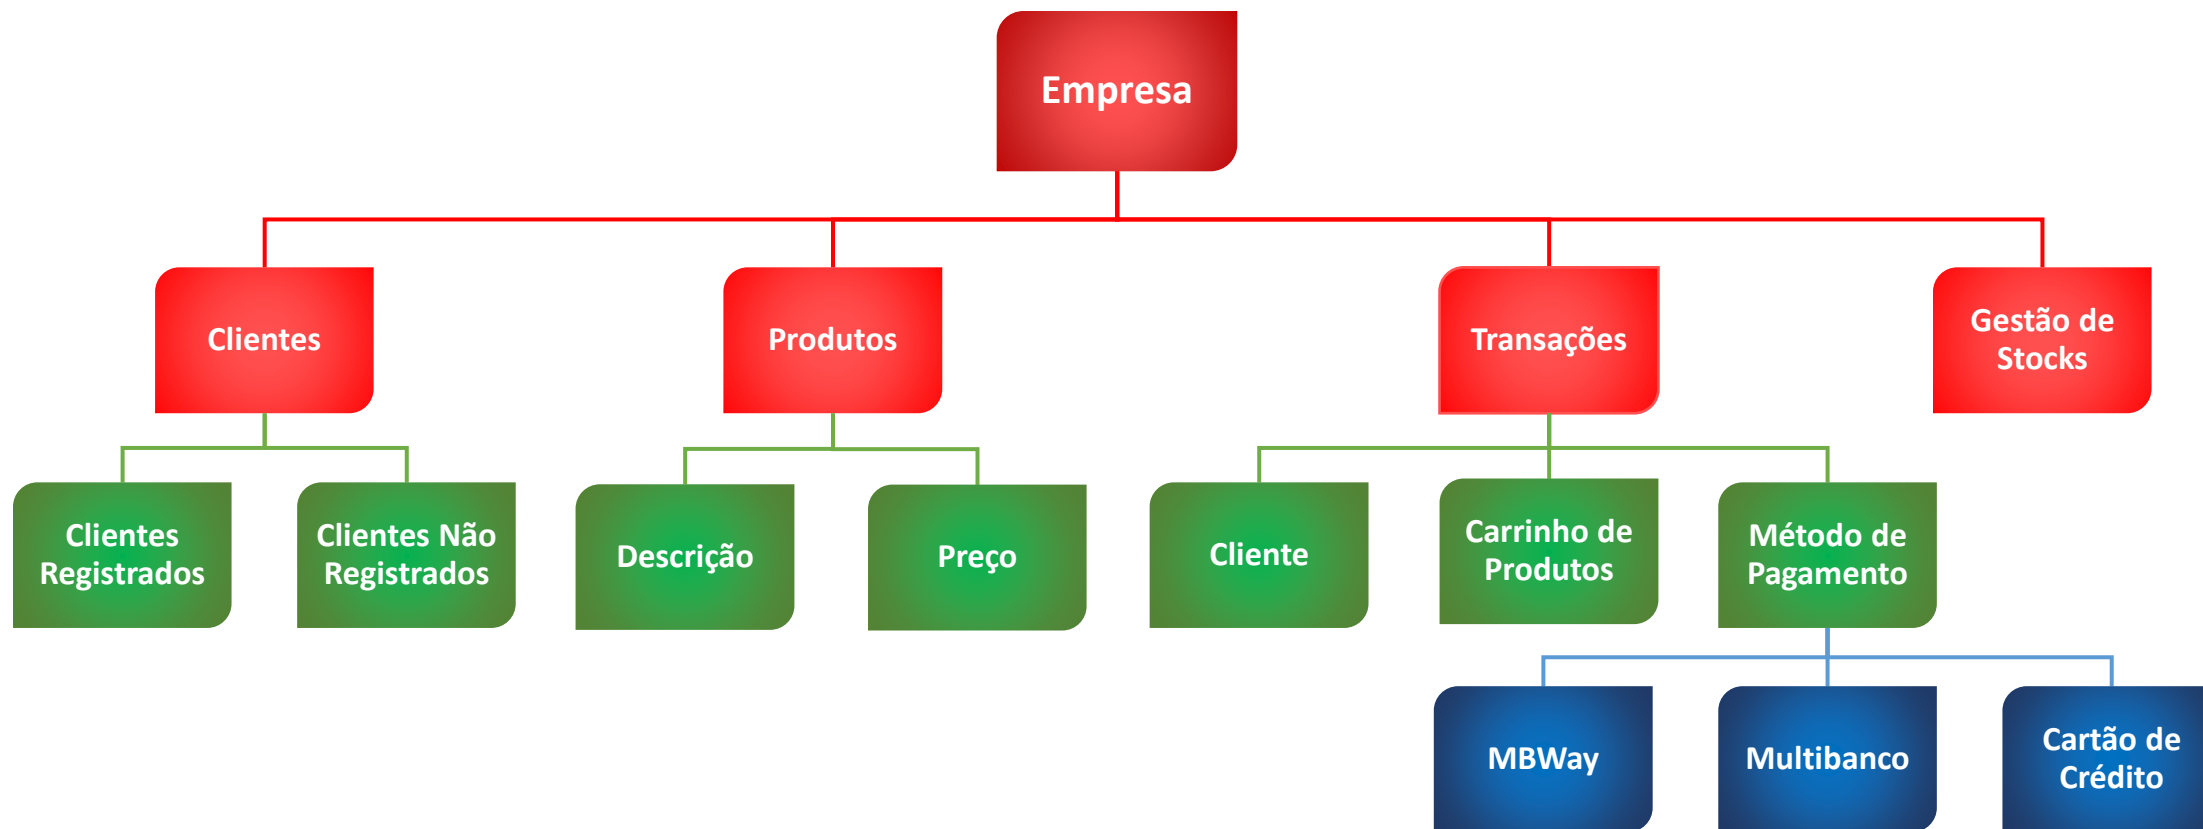 Empresa
Clientes
Produtos
Transações
Gestão de
Stocks
Clientes
Registrados
Clientes Não
Registrados
Descrição
Preço
Cliente
Carrinho de
Produtos
Método de
Pagamento
MBWay
Multibanco
Cartão de
Crédito